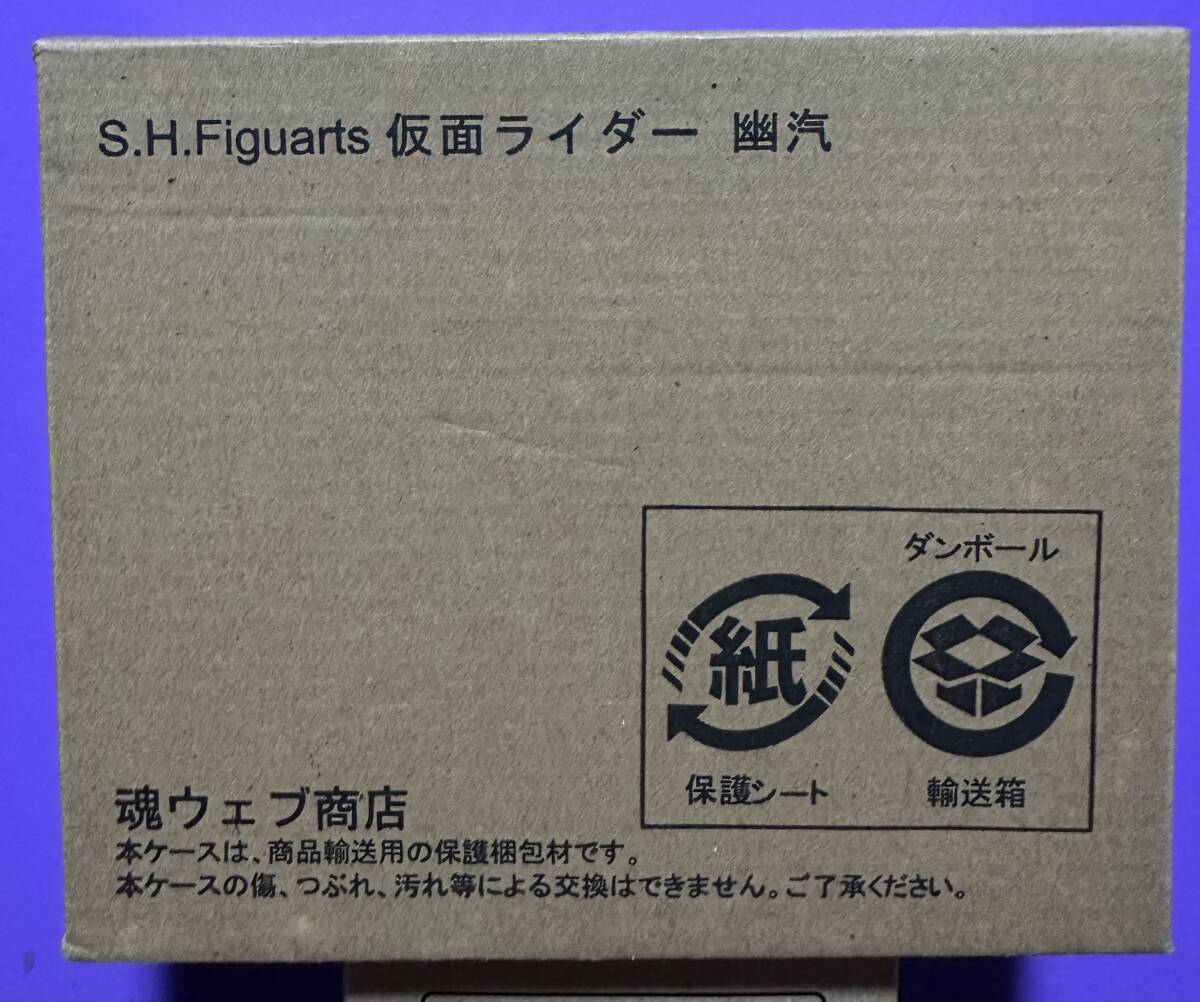 S.H.Figuarts 仮面ライダー 幽汽
ダンボール
紙
保護シート
輸送箱
魂ウェブ商店
本ケースは、商品輸送用の保護梱包材です。
本ケースの傷、つぶれ、汚れ等による交換はできません。ご了承ください。